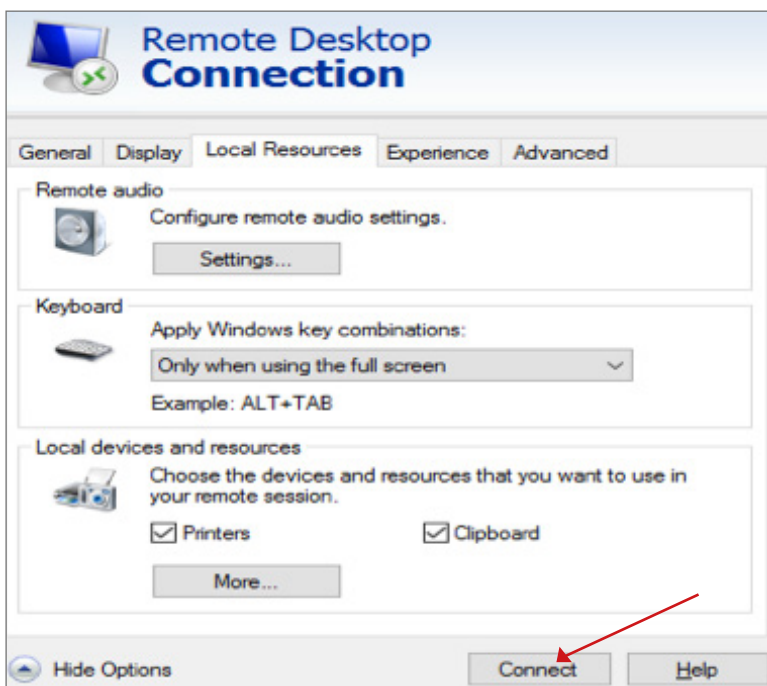 Remote Desktop
Connection
General Display Local Resources Experience Advanced
Remote audio
Configure remote audio settings.
Settings...
Keyboard
Apply Windows key combinations:
Only when using the full screen
Example: ALT+TAB
Local devices and resources
Choose the devices and resources that you want to use in
your remote session.
Printers Clipboard
More...
Hide Options Connect Help